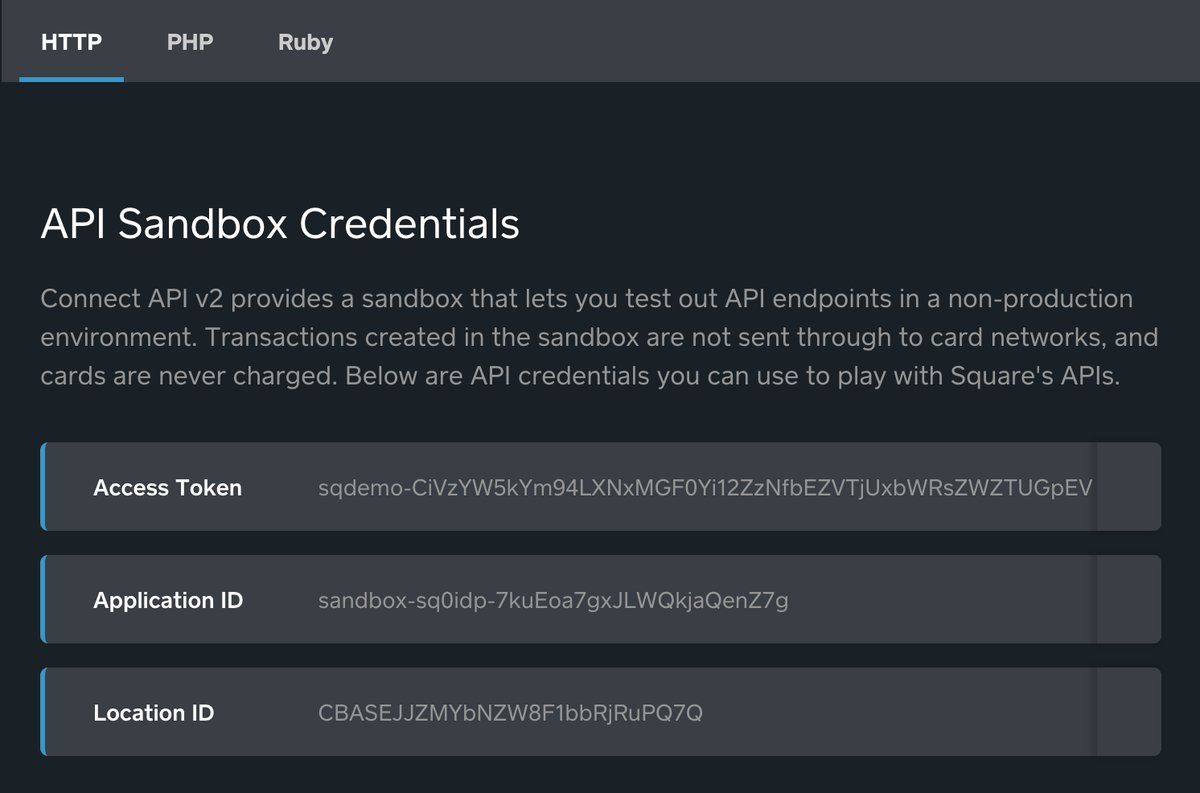 HTTP PHP Ruby
API Sandbox Credentials
Connect API v2 provides a sandbox that lets you test out API endpoints in a non-production
environment. Transactions created in the sandbox are not sent through to card networks, and
cards are never charged. Below are API credentials you can use to play with Square's APIs.
Access Token sqdemo-CiVzYW5kYm94LXNxMGF0Yi12ZzNfbEZVTjUxbWRsZWZTUGpEV
Application ID sandbox-sq0idp-7kuEoa7gxJLWQkjaQenZ7g
Location ID CBASEJJZMYbNZW8F1bbRjRuPQ7Q